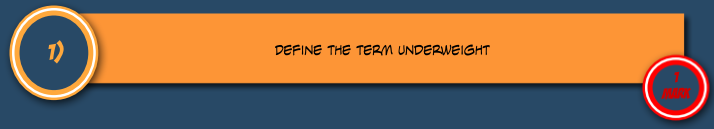 1)
DEFINE THE TERM UNDERWEIGHT
1
MARK